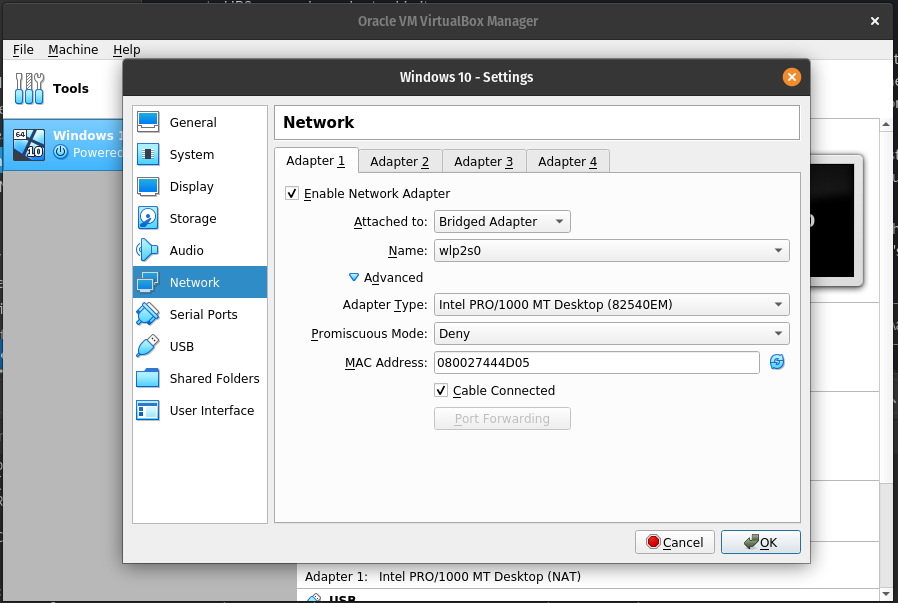 Oracle VM VirtualBox Manager
File Machine Help
Tools
64
10
Windows 1
Powered
Windows 10 - Settings
General
System
Display
Storage
Audio
Network
Serial Ports
USB
Shared Folders
User Interface
Network
Adapter 1 Adapter 2 Adapter 3 Adapter 4
Enable Network Adapter
Attached to: Bridged Adapter
Name: wlp2s0
Advanced
Adapter Type: Intel PRO/1000 MT Desktop (82540EM)
Promiscuous Mode: Deny
MAC Address: 080027444D05
Cable Connected
Port Forwarding
Cancel OK
Adapter 1: Intel PRO/1000 MT Desktop (NAT)
USB